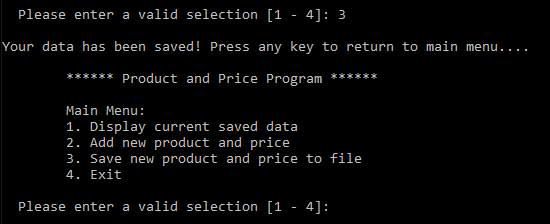 Please enter a valid selection [1 - 4]: 3
Your data has been saved! Press any key to return to main menu....
****** Product and Price Program ******
Main Menu:
1. Display current saved data
2. Add new product and price
3. Save new product and price to file
4. Exit
Please enter a valid selection [1 - 4]: